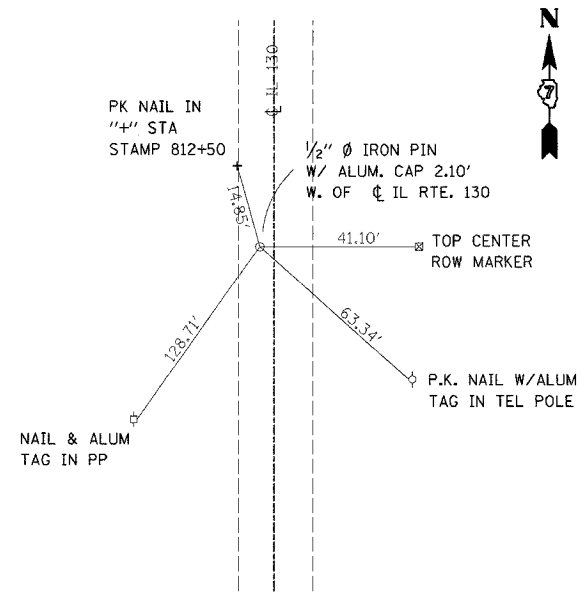 N
7
℄ IL 130
PK NAIL IN
"+" STA
STAMP 812+50
1/2" Ø IRON PIN
W/ ALUM. CAP 2.10'
W. OF ℄ IL RTE. 130
14.85'
41.10'
TOP CENTER
ROW MARKER
128.71'
63.34'
P.K. NAIL W/ALUM
TAG IN TEL POLE
NAIL & ALUM
TAG IN PP